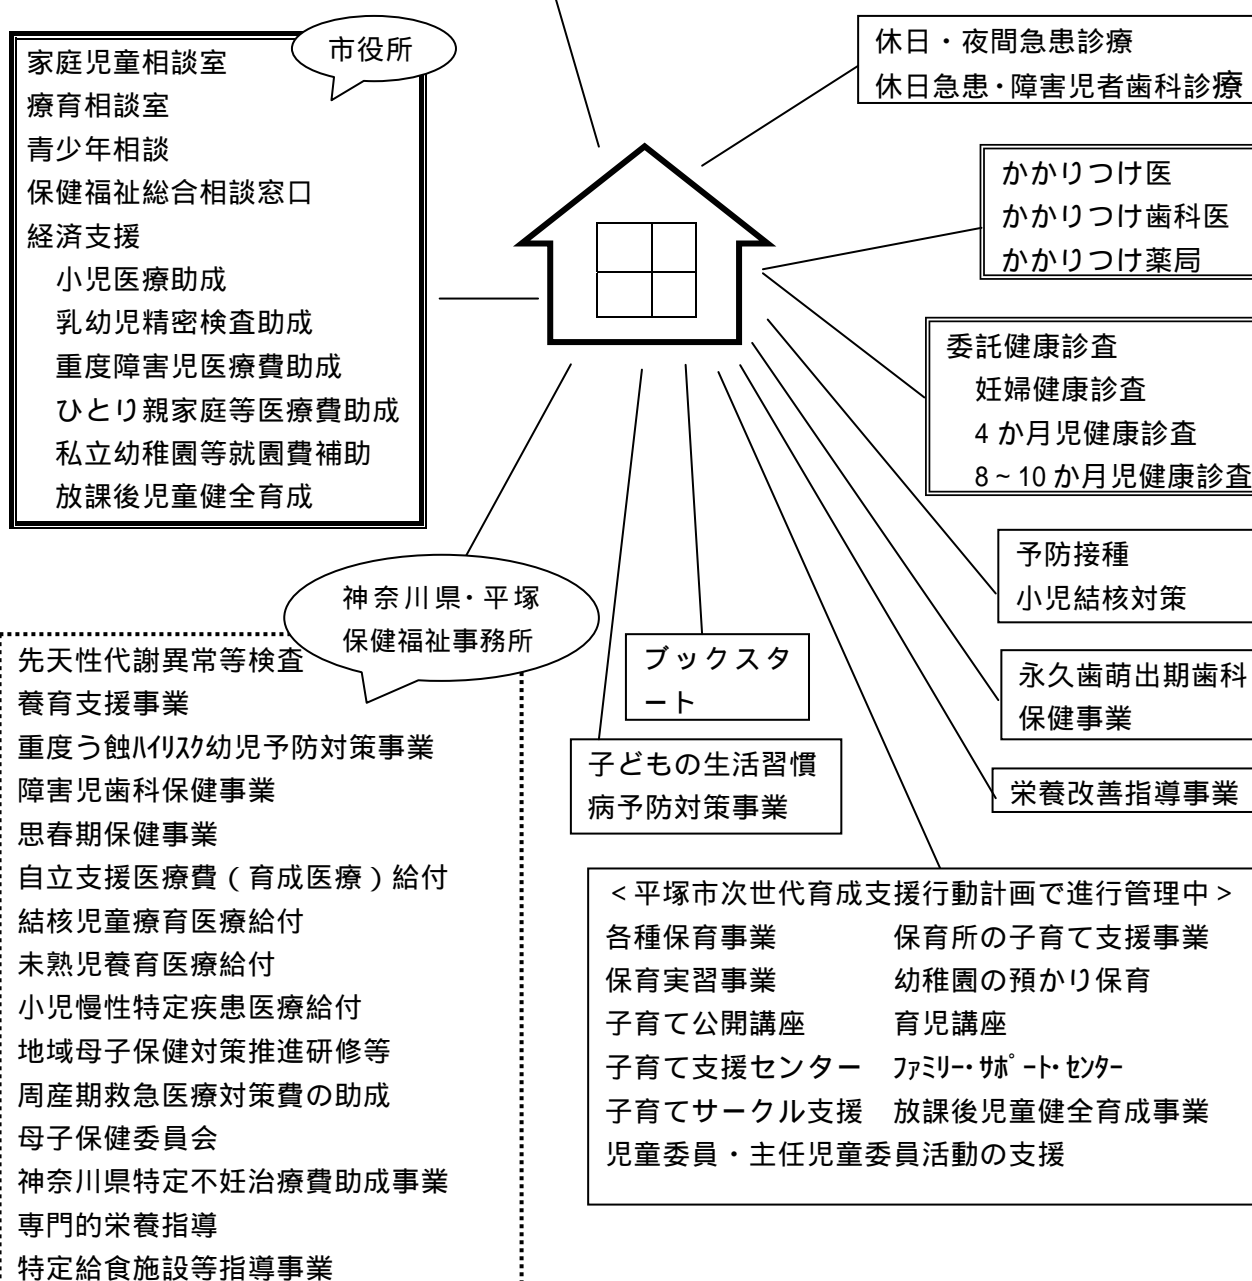 市役所
家庭児童相談室
療育相談室
青少年相談
保健福祉総合相談窓口
経済支援
小児医療助成
乳幼児精密検査助成
重度障害児医療費助成
ひとり親家庭等医療費助成
私立幼稚園等就園費補助
放課後児童健全育成
休日・夜間急患診療
休日急患・障害児者歯科診療
かかりつけ医
かかりつけ歯科医
かかりつけ薬局
委託健康診査
妊婦健康診査
4か月児健康診査
8~10か月児健康診査
予防接種
小児結核対策
永久歯萌出期歯科
保健事業
栄養改善指導事業
神奈川県・平塚
保健福祉事務所
先天性代謝異常等検査
養育支援事業
重度う蝕ﾊｲﾘｽｸ幼児予防対策事業
障害児歯科保健事業
思春期保健事業
自立支援医療費(育成医療)給付
結核児童療育医療給付
未熟児養育医療給付
小児慢性特定疾患医療給付
地域母子保健対策推進研修等
周産期救急医療対策費の助成
母子保健委員会
神奈川県特定不妊治療費助成事業
専門的栄養指導
特定給食施設等指導事業
ブックスタ
ート
子どもの生活習慣
病予防対策事業
<平塚市次世代育成支援行動計画で進行管理中>
各種保育事業 保育所の子育て支援事業
保育実習事業 幼稚園の預かり保育
子育て公開講座 育児講座
子育て支援センター ﾌｧﾐﾘｰ・ｻﾎﾟｰﾄ・ｾﾝﾀｰ
子育てサークル支援 放課後児童健全育成事業
児童委員・主任児童委員活動の支援